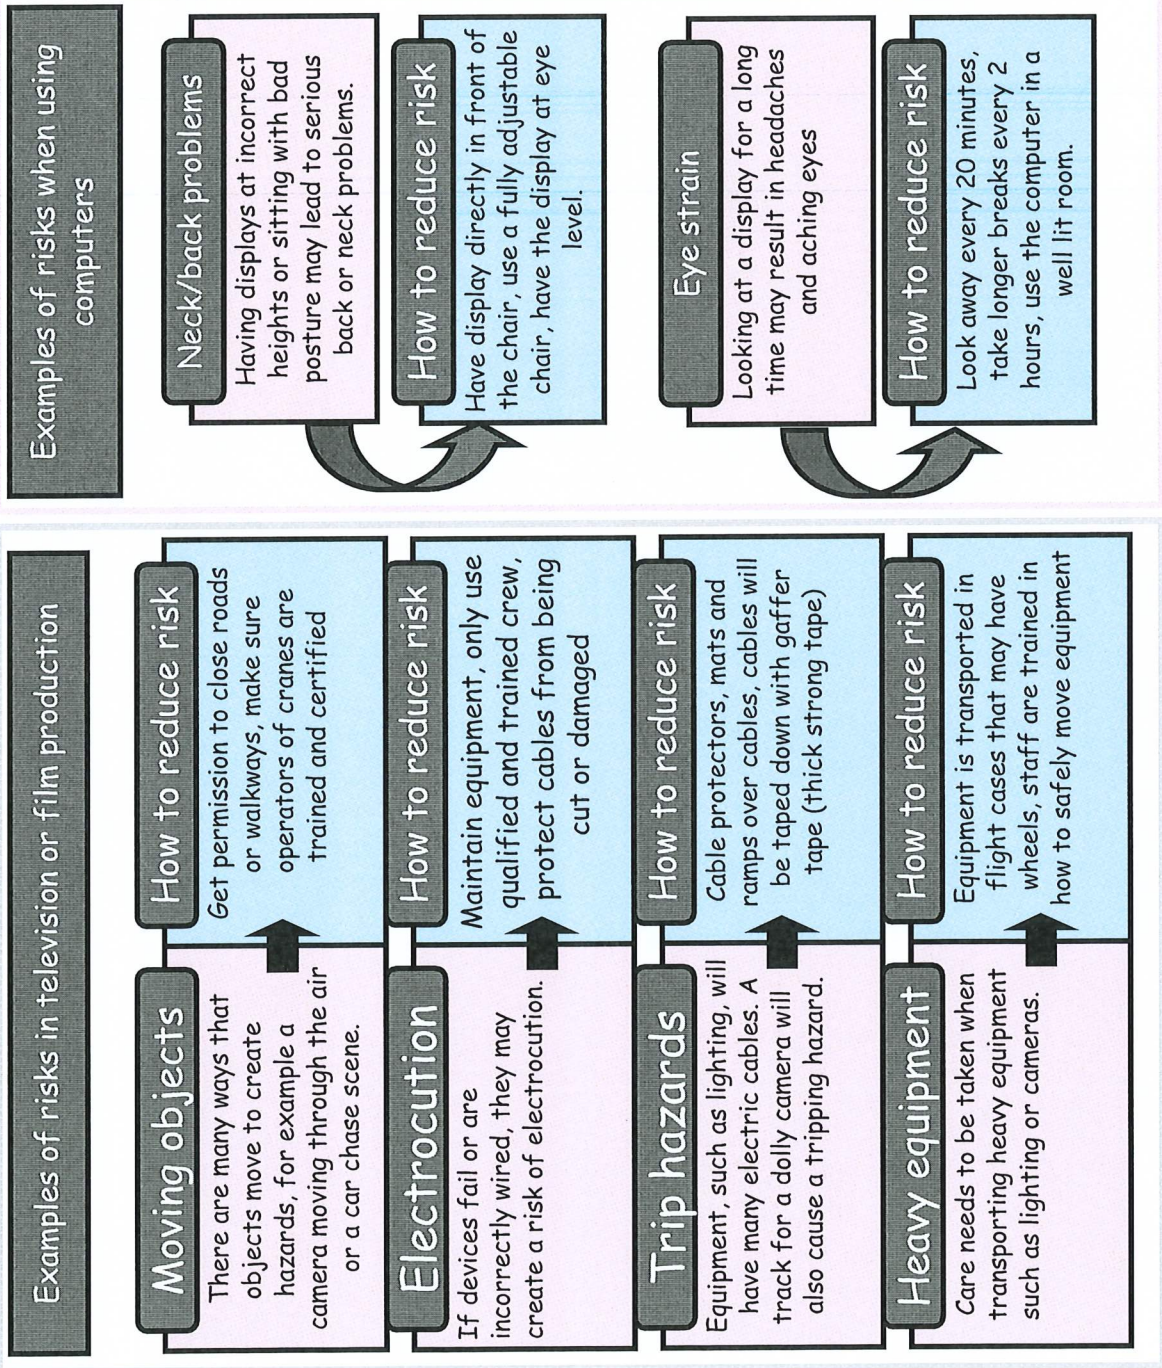 Examples of risks in television or film production
Moving objects
There are many ways that
objects move to create
hazards, for example a
camera moving through the air
or a car chase scene.
How to reduce risk
Get permission to close roads
or walkways, make sure
operators of cranes are
trained and certified
Electrocution
If devices fail or are
incorrectly wired, they may
create a risk of electrocution.
How to reduce risk
Maintain equipment, only use
qualified and trained crew,
protect cables from being
cut or damaged
Trip hazards
Equipment, such as lighting, will
have many electric cables. A
track for a dolly camera will
also cause a tripping hazard.
How to reduce risk
Cable protectors, mats and
ramps over cables, cables will
be taped down with gaffer
tape (thick strong tape)
Heavy equipment
Care needs to be taken when
transporting heavy equipment
such as lighting or cameras.
How to reduce risk
Equipment is transported in
flight cases that may have
wheels, staff are trained in
how to safely move equipment
Examples of risks when using
computers
Neck/back problems
Having displays at incorrect
heights or sitting with bad
posture may lead to serious
back or neck problems.
How to reduce risk
Have display directly in front of
the chair, use a fully adjustable
chair, have the display at eye
level.
Eye strain
Looking at a display for a long
time may result in headaches
and aching eyes
How to reduce risk
Look away every 20 minutes,
take longer breaks every 2
hours, use the computer in a
well lit room.